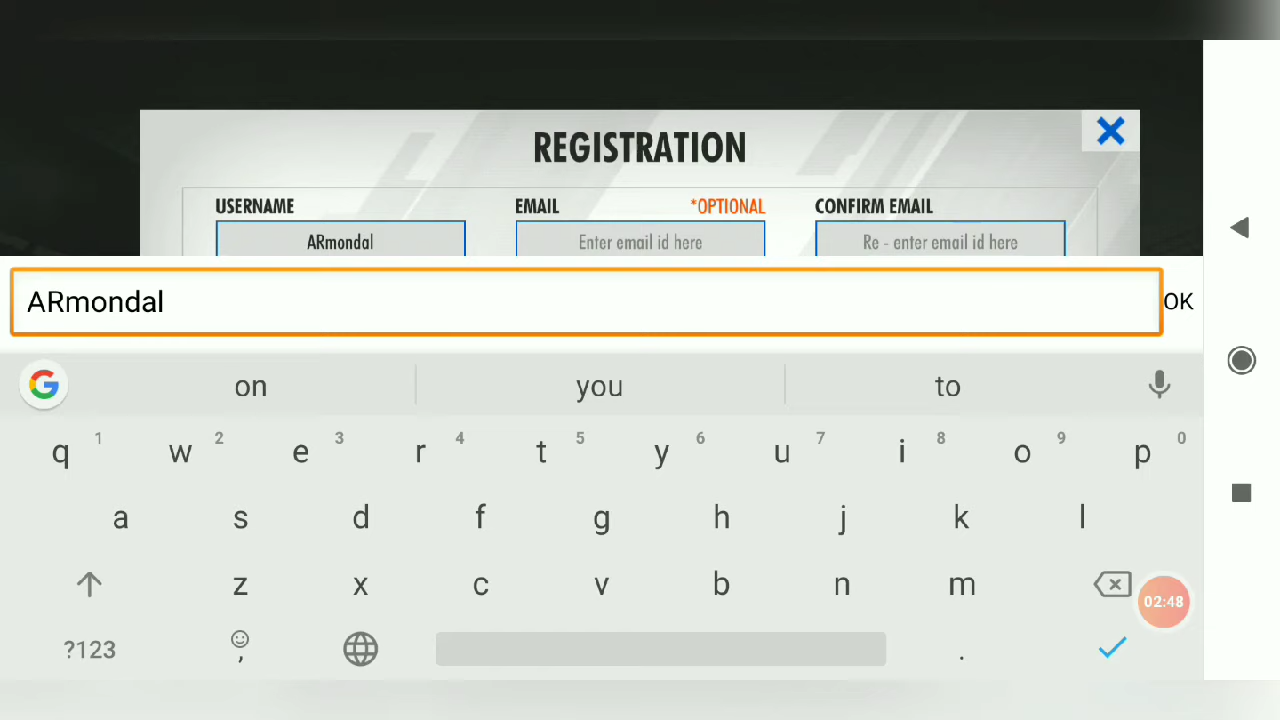 REGISTRATION
USERNAME EMAIL *OPTIONAL CONFIRM EMAIL
ARmondal Enter email id here Re - enter email id here
ARmondal OK
on you to
q 1 w 2 e 3 r 4 t 5 y 6 u 7 i 8 o 9 p 0
a s d f g h j k l
z x c v b n m
02:48
?123 , .